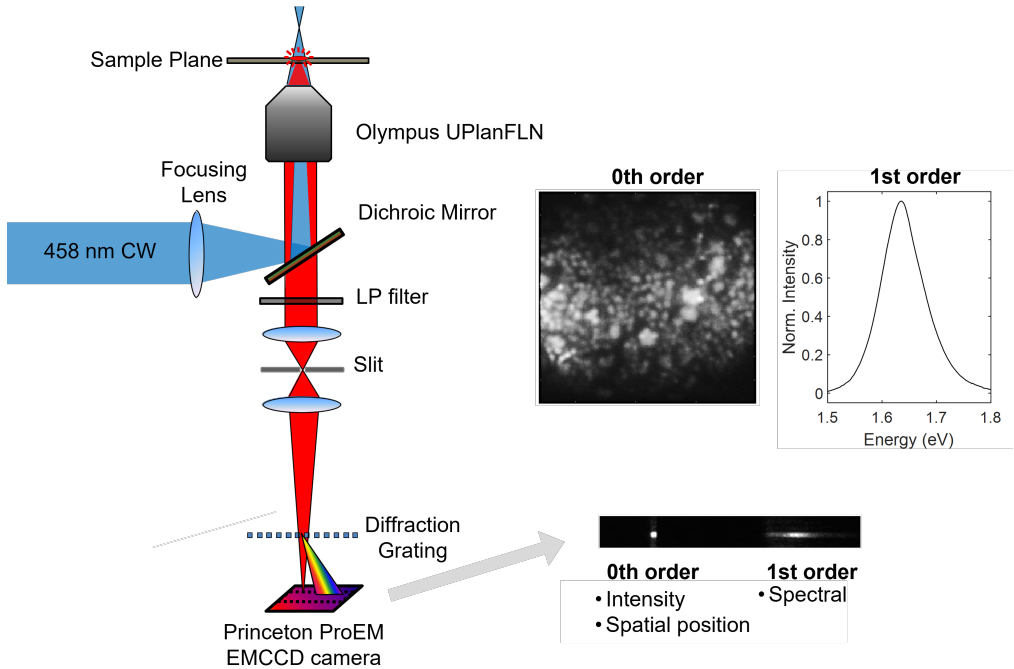 Sample Plane
Olympus UPlanFLN
Focusing
Lens
Dichroic Mirror
458 nm CW
LP filter
Slit
Diffraction
Grating
Princeton ProEM
EMCCD camera
0th order
1st order
Norm. Intensity
1
0.8
0.6
0.4
0.2
0
1.5 1.6 1.7 1.8
Energy (eV)
0th order
• Intensity
• Spatial position
1st order
• Spectral